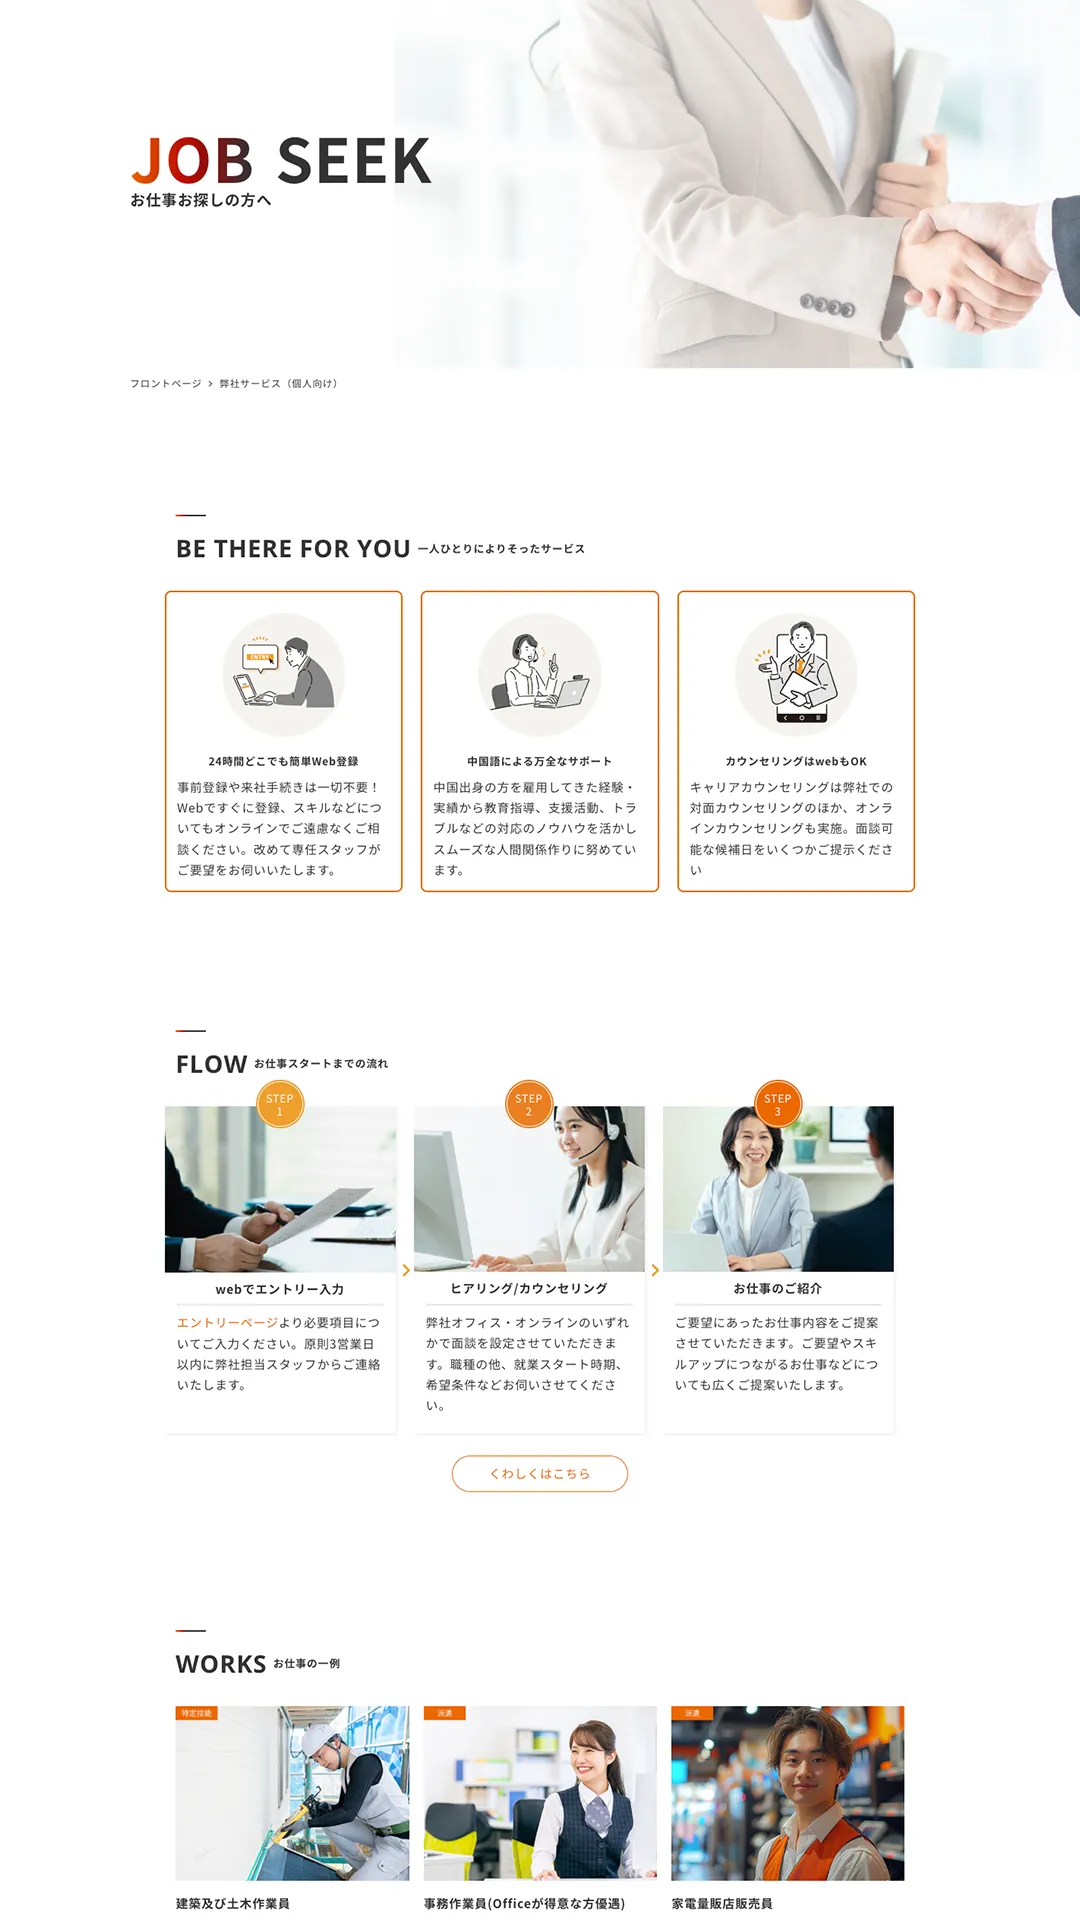 JOB SEEK
お仕事お探しの方へ
フロントページ > 弊社サービス（個人向け）
BE THERE FOR YOU 一人ひとりによりそったサービス
ENTRY
24時間どこでも簡単Web登録
事前登録や来社手続きは一切不要！
Webですぐに登録、スキルなどにつ
いてもオンラインでご遠慮なくご相
談ください。改めて専任スタッフが
ご要望をお伺いいたします。
中国語による万全なサポート
中国出身の方を雇用してきた経験・
実績から教育指導、支援活動、トラ
ブルなどの対応のノウハウを活かし
スムーズな人間関係作りに努めてい
ます。
カウンセリングはwebもOK
キャリアカウンセリングは弊社での
対面カウンセリングのほか、オンラ
インカウンセリングも実施。面談可
能な候補日をいくつかご提示くださ
い
FLOW お仕事スタートまでの流れ
STEP
1
webでエントリー入力
エントリーページより必要項目につ
いてご入力ください。原則3営業日
以内に弊社担当スタッフからご連絡
いたします。
STEP
2
ヒアリング/カウンセリング
弊社オフィス・オンラインのいずれ
かで面談を設定させていただきま
す。職種の他、就業スタート時期、
希望条件などお伺いさせてくださ
い。
STEP
3
お仕事のご紹介
ご要望にあったお仕事内容をご提案
させていただきます。ご要望やスキ
ルアップにつながるお仕事などにつ
いても広くご提案いたします。
くわしくはこちら
WORKS お仕事の一例
特定技能
建築及び土木作業員
派遣
事務作業員(Officeが得意な方優遇)
派遣
家電量販店販売員